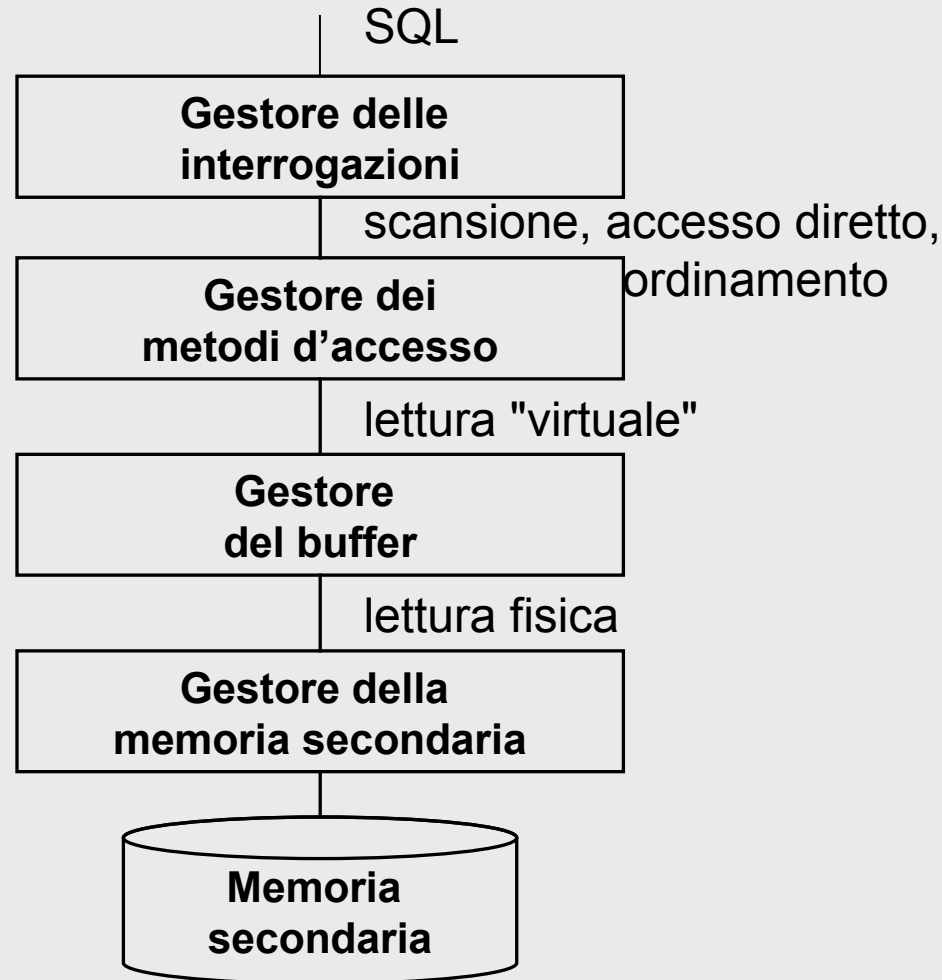 SQL
Gestore delle
interrogazioni
scansione, accesso diretto,
ordinamento
Gestore dei
metodi d’accesso
lettura "virtuale"
Gestore
del buffer
lettura fisica
Gestore della
memoria secondaria
Memoria
secondaria